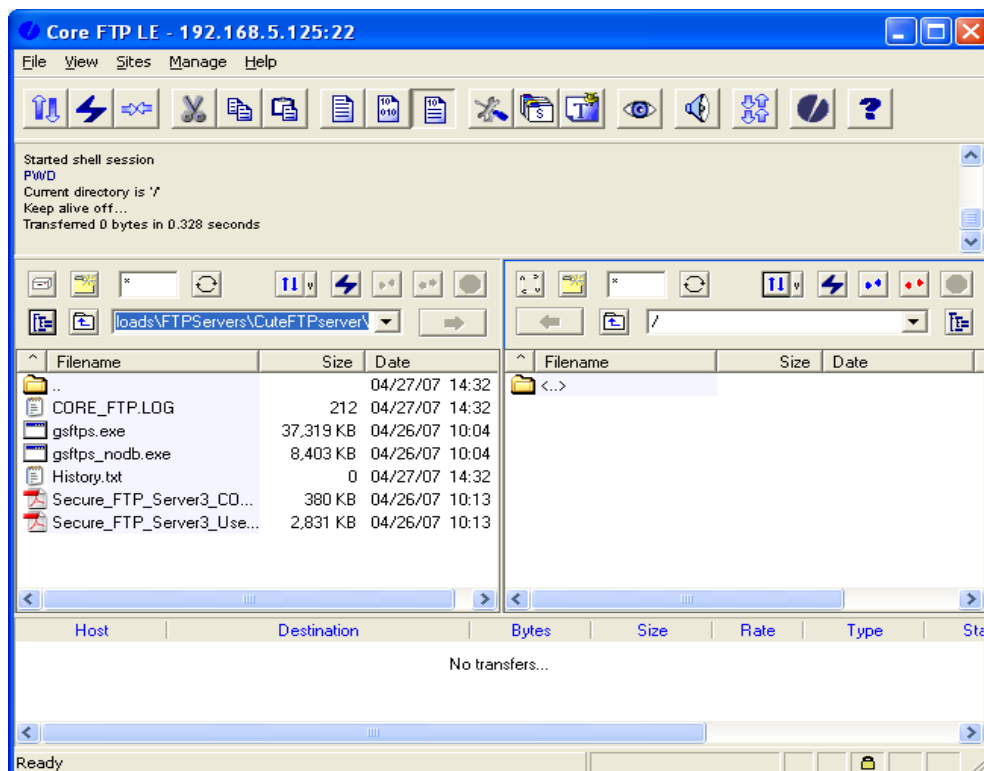 Core FTP LE - 192.168.5.125:22
File View Sites Manage Help
Started shell session
PWD
Current directory is '/'
Keep alive off...
Transferred 0 bytes in 0.328 seconds
* *
loads\FTPServers\CuteFTPserver\ /
^ Filename Size Date ^ Filename Size Date
.. 04/27/07 14:32 <..>
CORE_FTP.LOG 212 04/27/07 14:32
gsftps.exe 37,319 KB 04/26/07 10:04
gsftps_nodb.exe 8,403 KB 04/26/07 10:04
History.txt 0 04/27/07 14:32
Secure_FTP_Server3_CO... 380 KB 04/26/07 10:13
Secure_FTP_Server3_Use... 2,831 KB 04/26/07 10:13
Host Destination Bytes Size Rate Type Sta
No transfers...
Ready